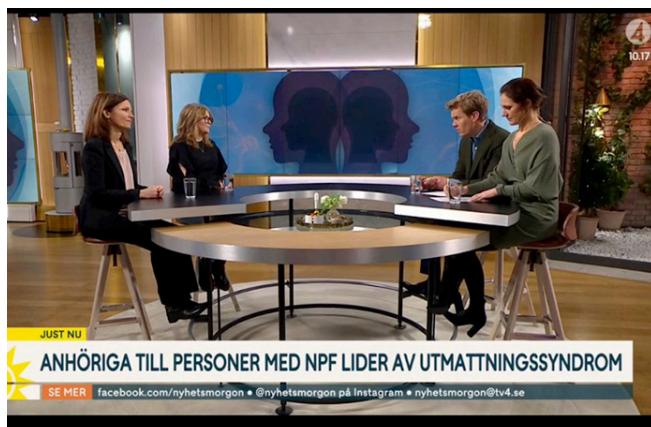 4
10.17
JUST NU
ANHÖRIGA TILL PERSONER MED NPF LIDER AV UTMATTNINGSSYNDROM
SE MER facebook.com/nyhetsmorgon • @nyhetsmorgon på Instagram • nyhetsmorgon@tv4.se